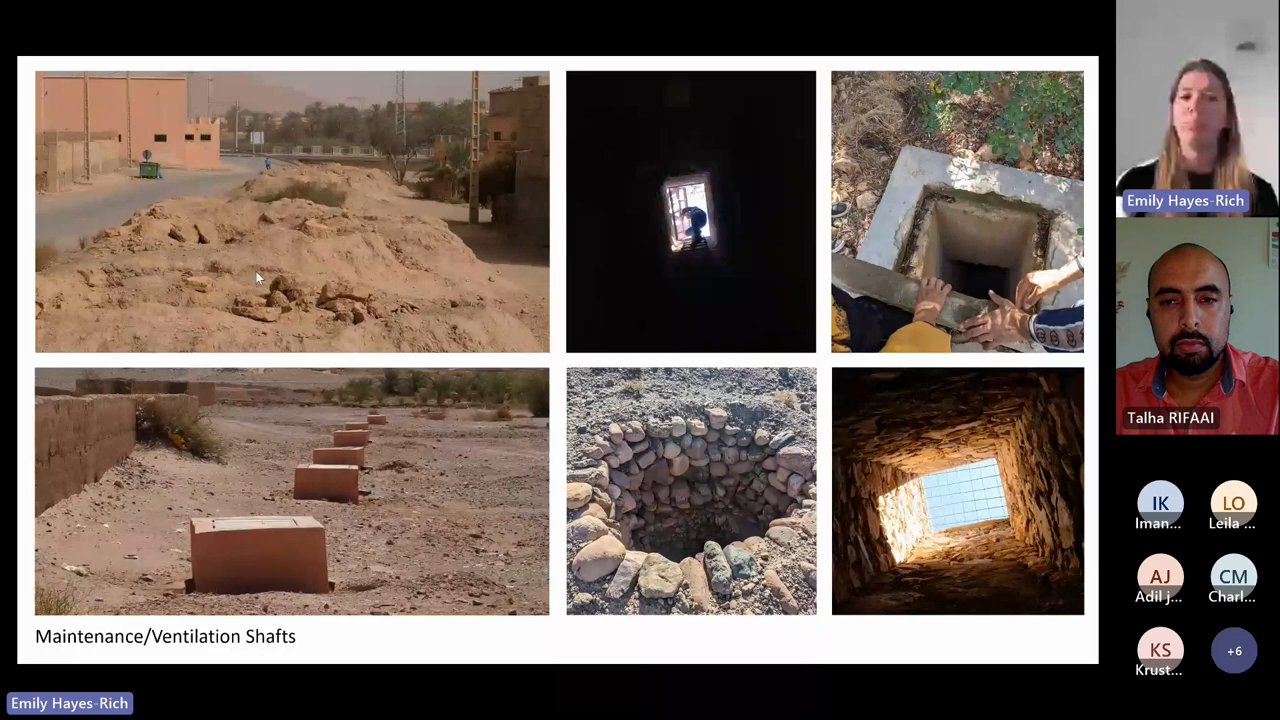 Maintenance/Ventilation Shafts
Emily Hayes-Rich
Emily Hayes-Rich
Talha RIFAAI
IK
Iman...
LO
Leila ...
AJ
Adil j...
CM
Charl...
KS
Krust...
+6